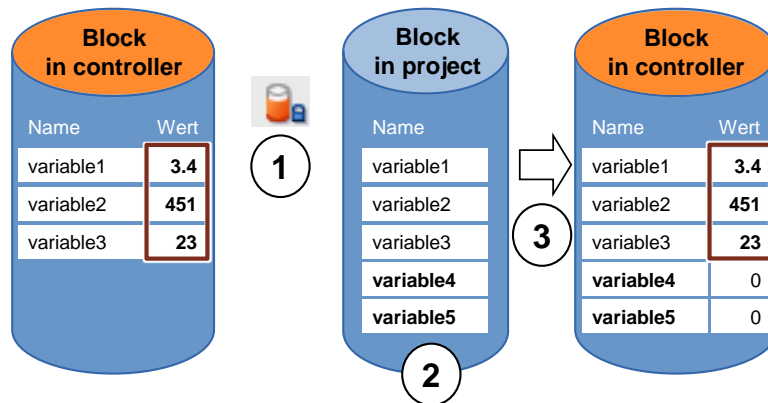 Block
in controller
Name Wert
variable1 3.4
variable2 451
variable3 23
1
Block
in project
Name
variable1
variable2
variable3
variable4
variable5
2
3
Block
in controller
Name Wert
variable1 3.4
variable2 451
variable3 23
variable4 0
variable5 0